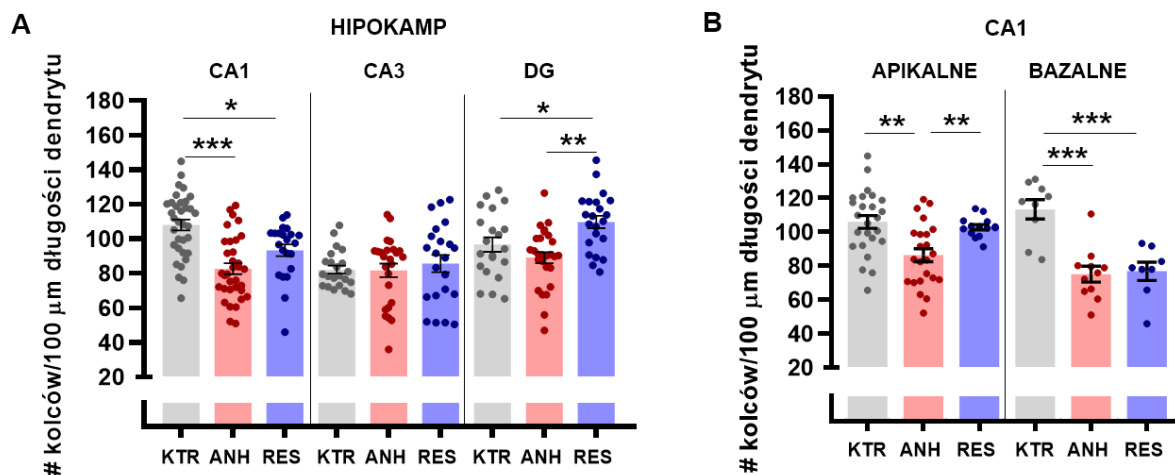 A
HIPOKAMP
CA1
CA3
DG
# kolców/100 µm długości dendrytu
180
160
140
120
100
80
60
40
20
*
***
*
**
KTR ANH RES KTR ANH RES KTR ANH RES
B
CA1
APIKALNE
BAZALNE
# kolców/100 µm długości dendrytu
180
160
140
120
100
80
60
40
20
**
**
***
***
KTR ANH RES KTR ANH RES